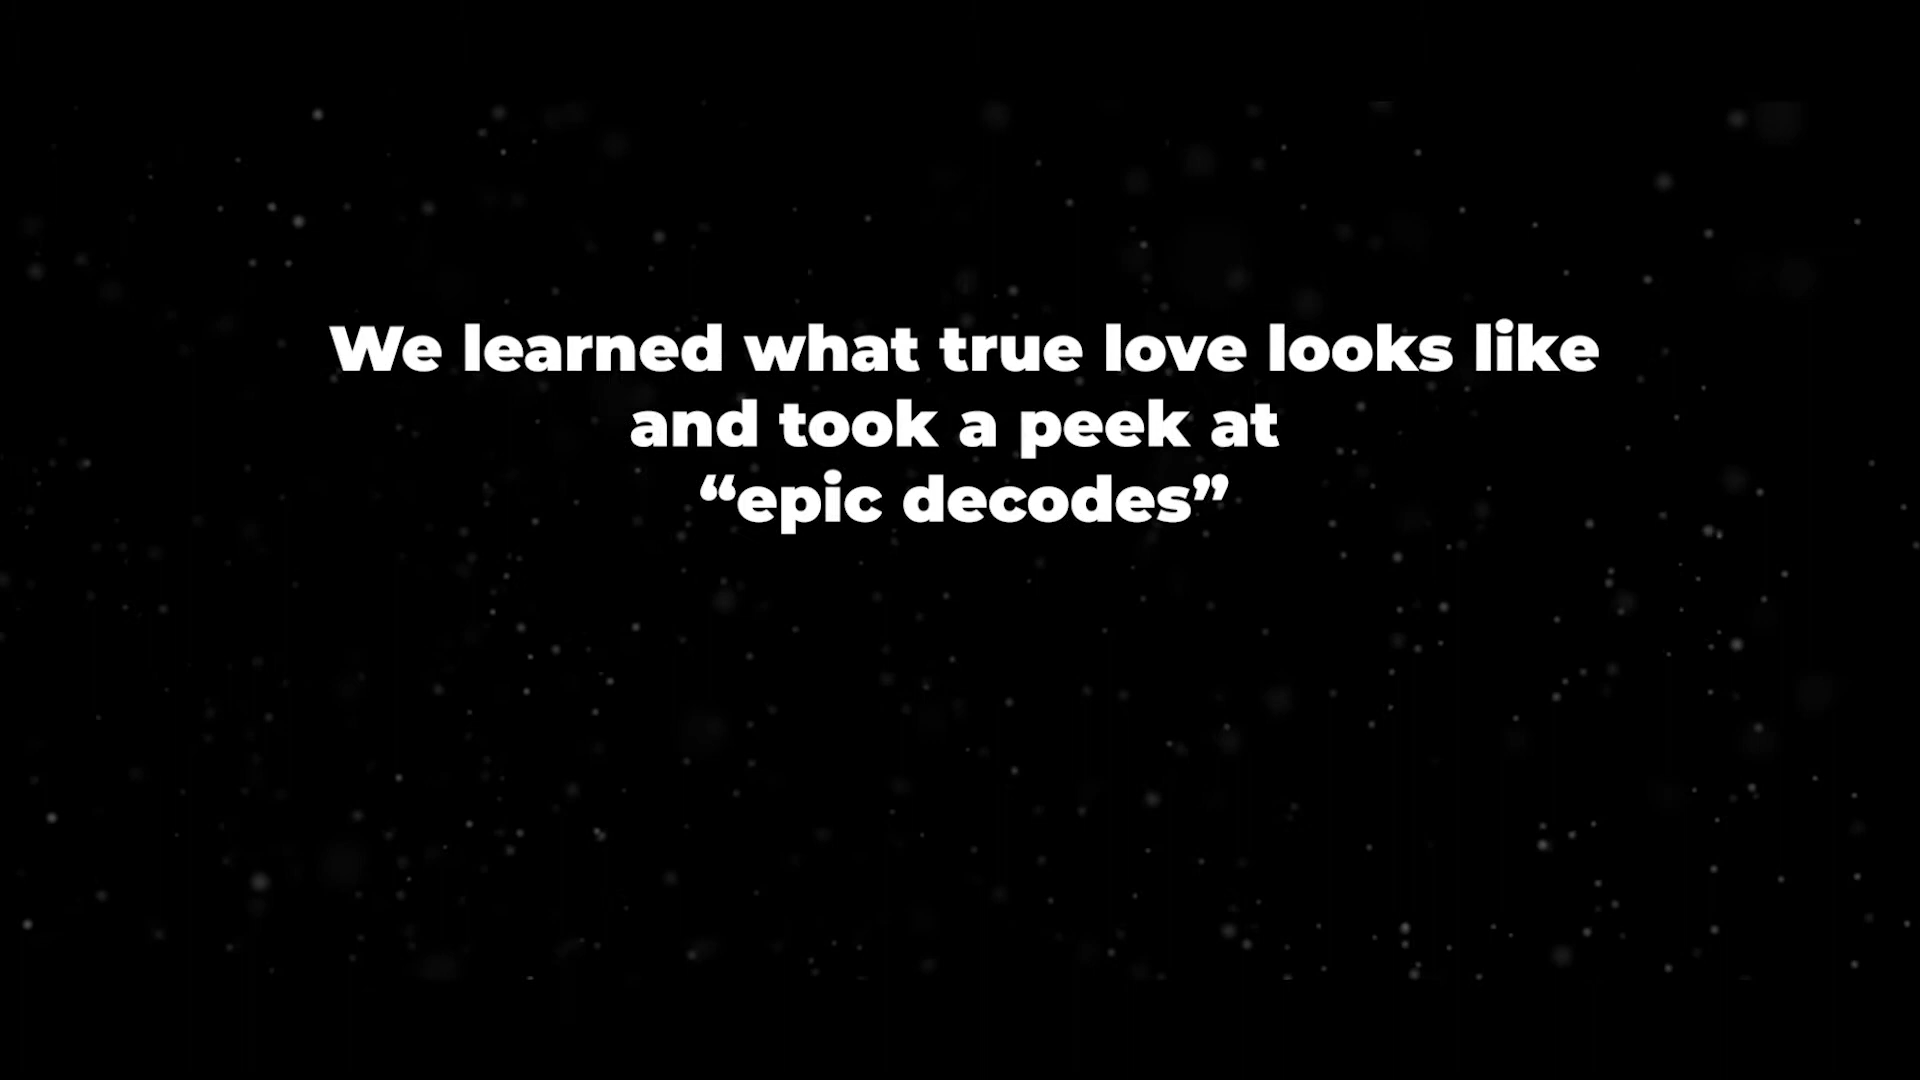 We learned what true love looks like
and took a peek at
“epic decodes”